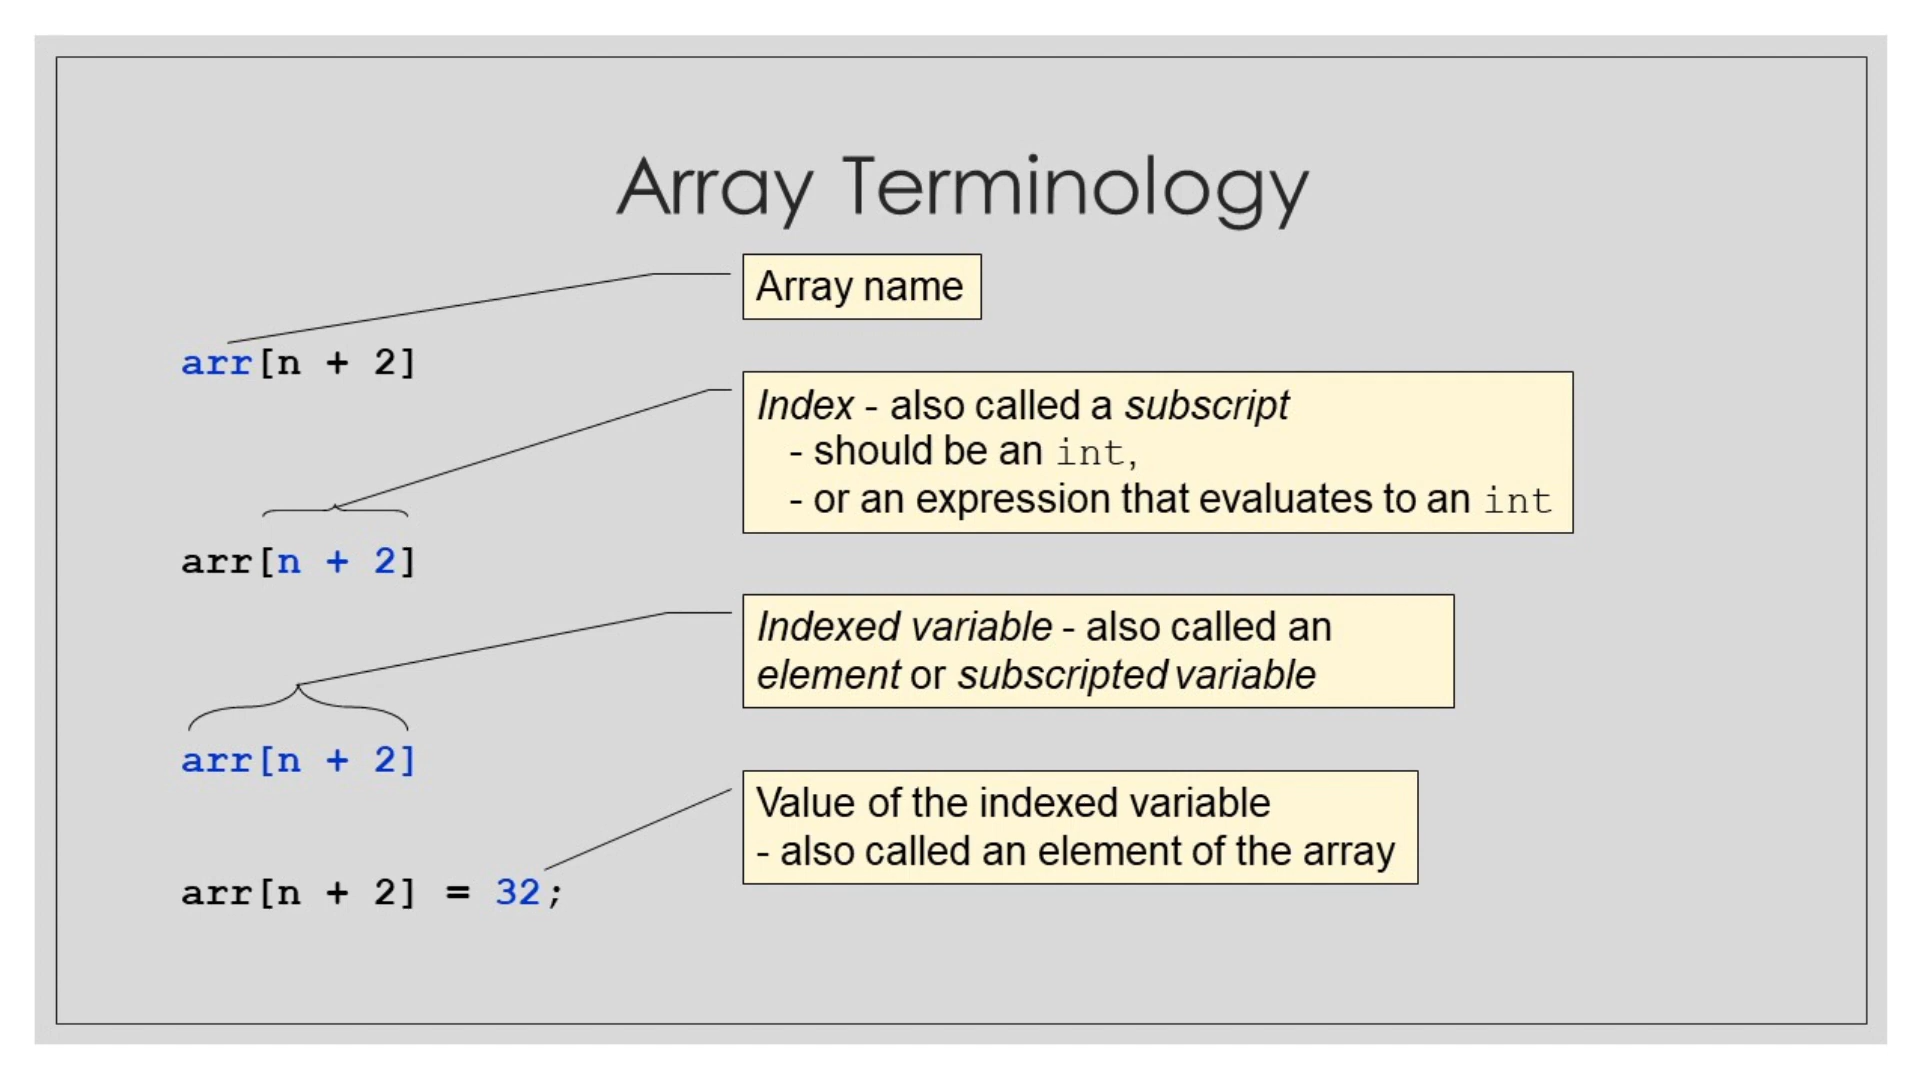 Array Terminology
Array name
arr[n + 2]
Index - also called a subscript
- should be an int,
- or an expression that evaluates to an int
arr[n + 2]
Indexed variable - also called an
element or subscripted variable
arr[n + 2]
Value of the indexed variable
- also called an element of the array
arr[n + 2] = 32;